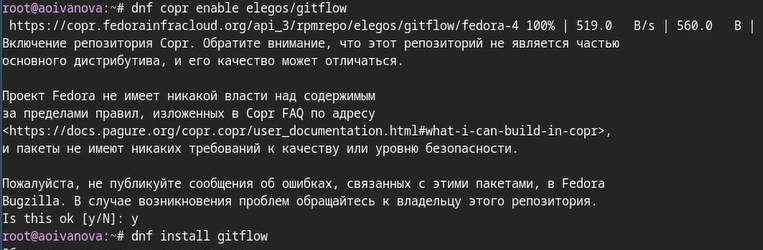 root@aoivanova:~# dnf copr enable elegos/gitflow
https://copr.fedorainfracloud.org/api_3/rpmrepo/elegos/gitflow/fedora-4 100% | 519.0 B/s | 560.0 B |
Включение репозитория Copr. Обратите внимание, что этот репозиторий не является частью
основного дистрибутива, и его качество может отличаться.

Проект Fedora не имеет никакой власти над содержимым
за пределами правил, изложенных в Copr FAQ по адресу
<https://docs.pagure.org/copr.copr/user_documentation.html#what-i-can-build-in-copr>,
и пакеты не имеют никаких требований к качеству или уровню безопасности.

Пожалуйста, не публикуйте сообщения об ошибках, связанных с этими пакетами, в Fedora
Bugzilla. В случае возникновения проблем обращайтесь к владельцу этого репозитория.
Is this ok [y/N]: y
root@aoivanova:~# dnf install gitflow